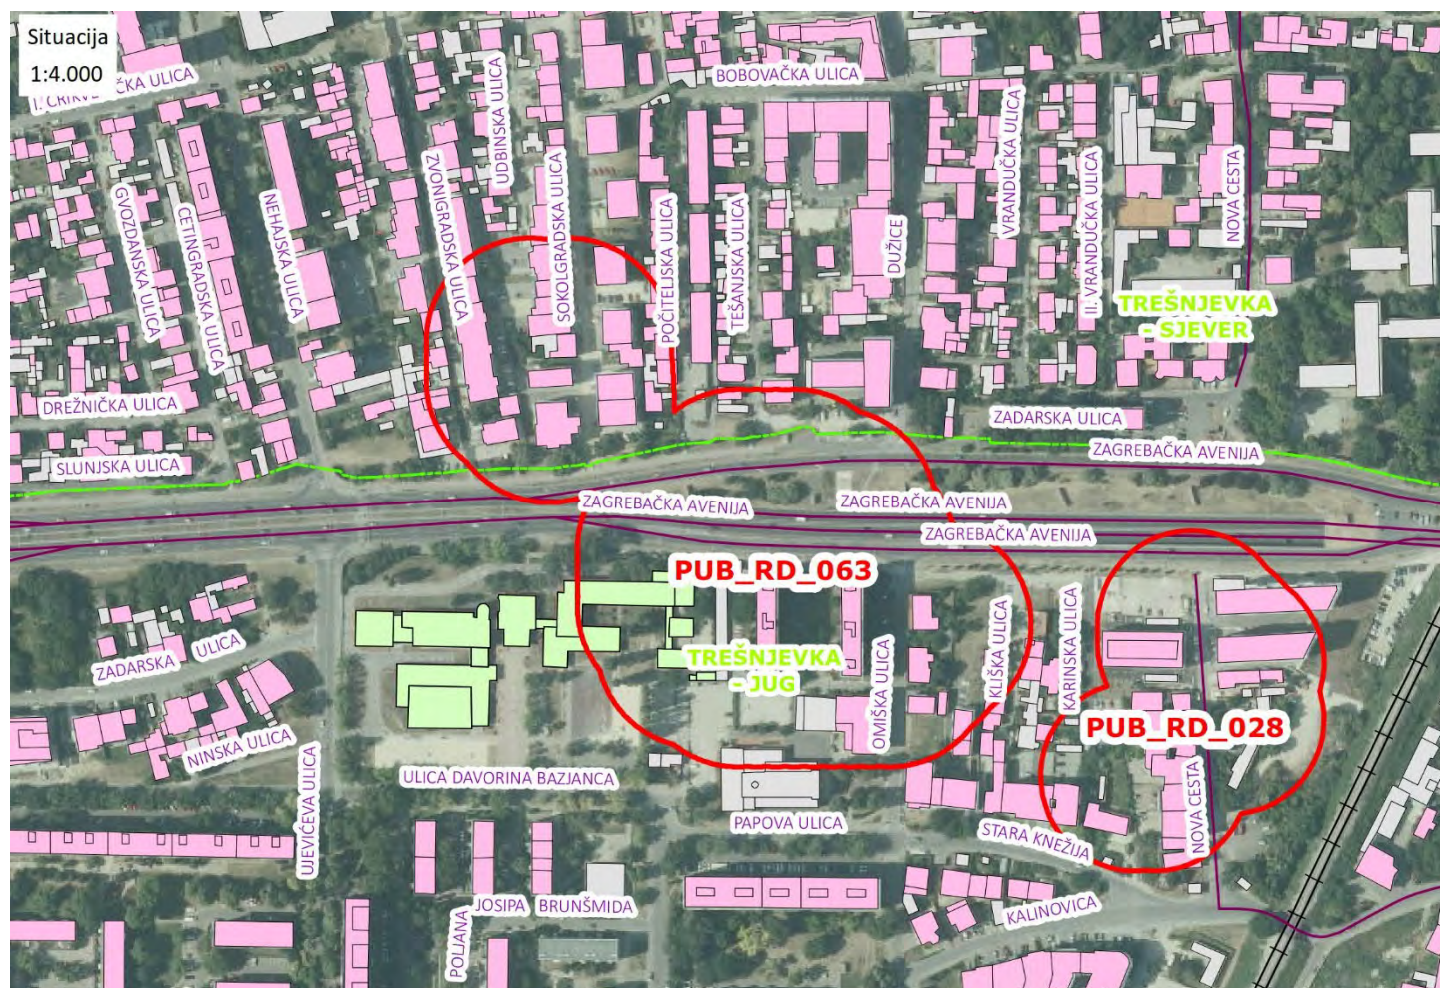 Situacija
1:4.000
I. CRIKVENIČKA ULICA
BOBOVAČKA ULICA
UDBINSKA ULICA
ZVONIGRADSKA ULICA
SOKOLGRADSKA ULICA
GVOZDANSKA ULICA
CETINGRADSKA ULICA
NEHAJSKA ULICA
POČITELJSKA ULICA
TEŠANJSKA ULICA
DUŽICE
VRANDUČKA ULICA
II. VRANDUČKA ULICA
NOVA CESTA
TREŠNJEVKA
- SJEVER
DREŽNIČKA ULICA
ZADARSKA ULICA
SLUNJSKA ULICA
ZAGREBAČKA AVENIJA
ZAGREBAČKA AVENIJA
ZAGREBAČKA AVENIJA
ZAGREBAČKA AVENIJA
PUB_RD_063
ZADARSKA ULICA
TREŠNJEVKA
- JUG
OMIŠKA ULICA
KLIŠKA ULICA
KARINSKA ULICA
PUB_RD_028
NINSKA ULICA
UJEVIĆEVA ULICA
ULICA DAVORINA BAZJANCA
PAPOVA ULICA
STARA KNEŽIJA
NOVA CESTA
POLJANA
JOSIPA
BRUNŠMIDA
KALINOVICA